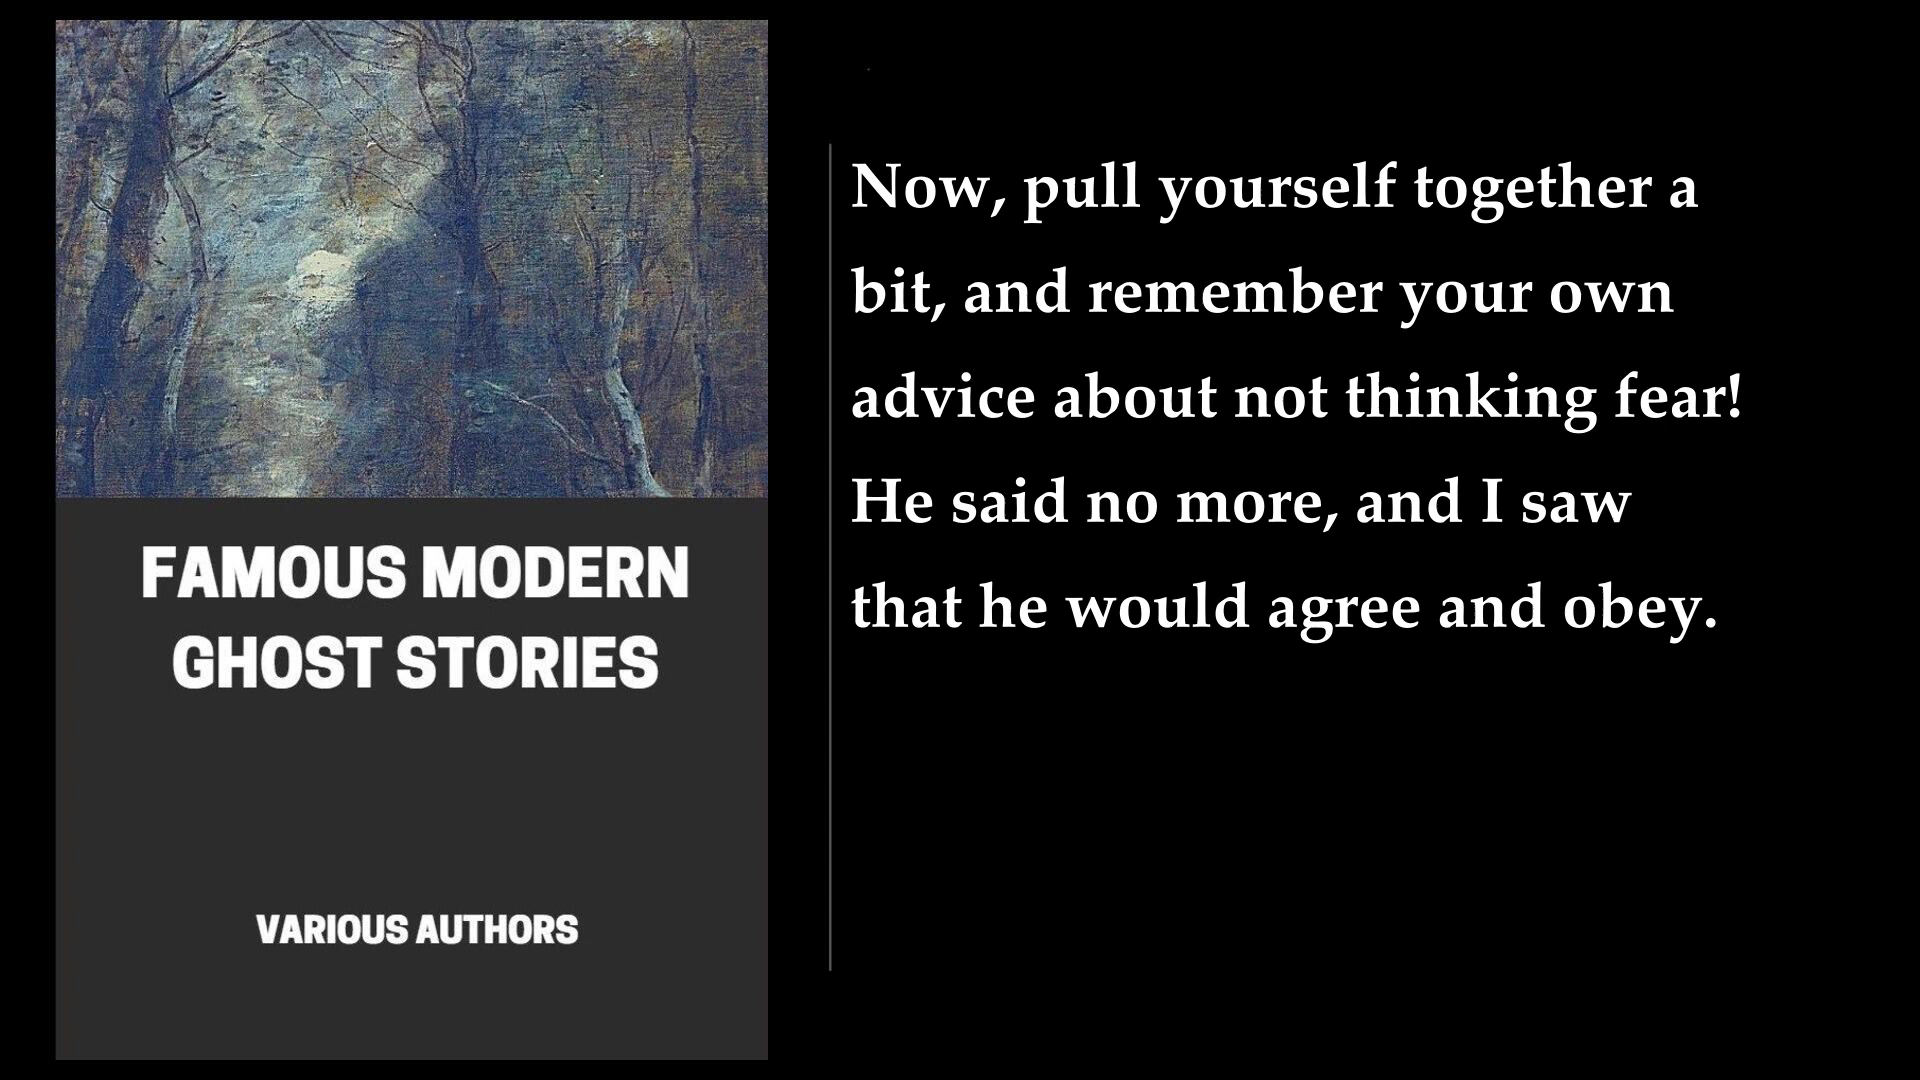 FAMOUS MODERN
GHOST STORIES
VARIOUS AUTHORS
Now, pull yourself together a
bit, and remember your own
advice about not thinking fear!
He said no more, and I saw
that he would agree and obey.